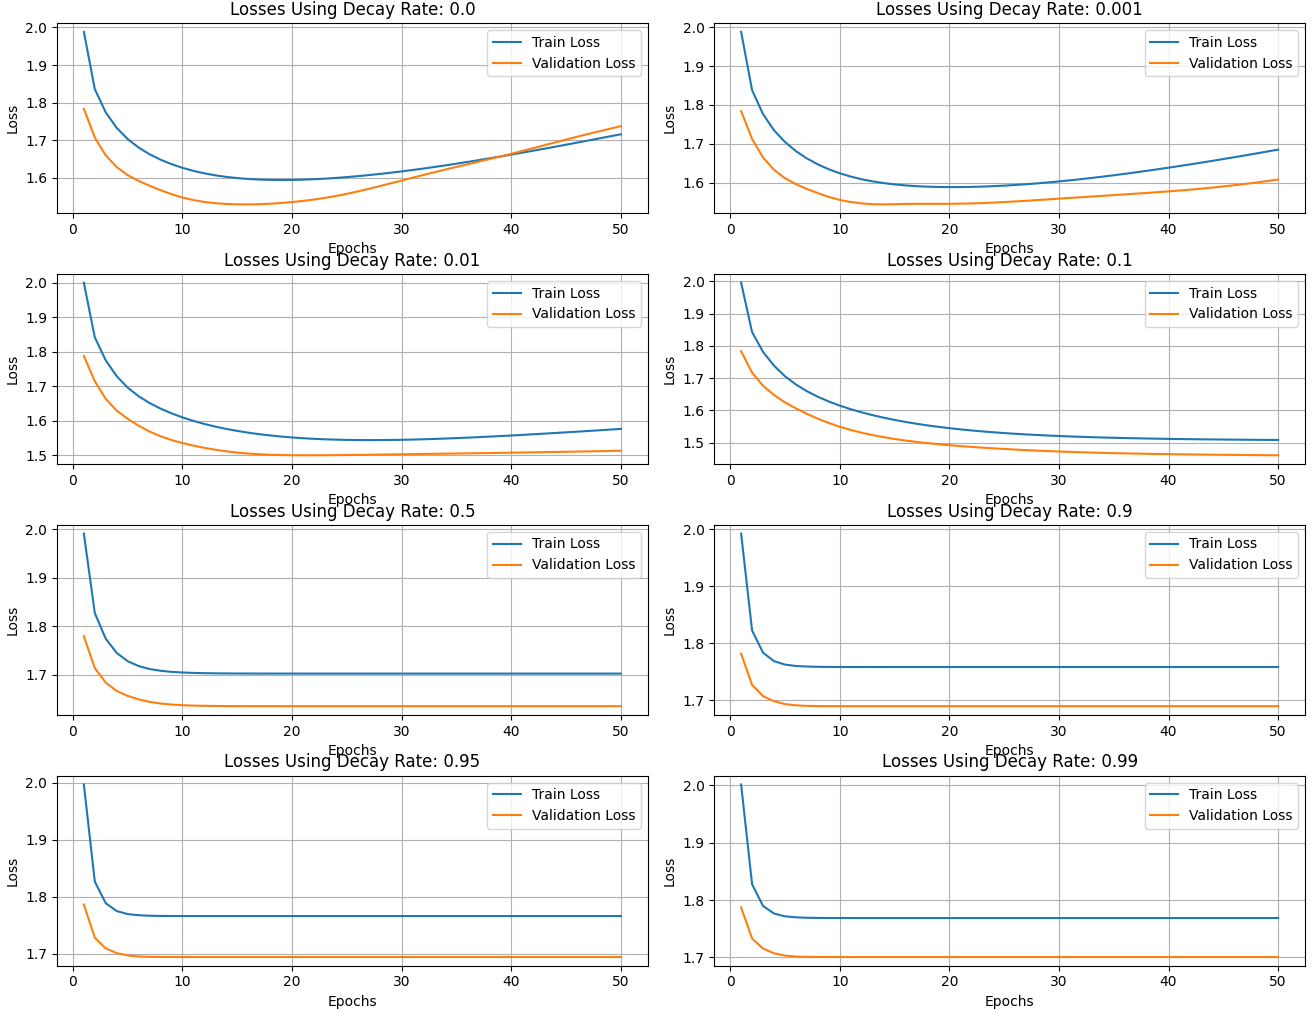 Losses Using Decay Rate: 0.0
2.0
1.9
1.8
1.7
1.6
Loss
Train Loss
Validation Loss
0 10 20 30 40 50
Epochs
Losses Using Decay Rate: 0.001
2.0
1.9
1.8
1.7
1.6
Loss
Train Loss
Validation Loss
0 10 20 30 40 50
Epochs
Losses Using Decay Rate: 0.01
2.0
1.9
1.8
1.7
1.6
1.5
Loss
Train Loss
Validation Loss
0 10 20 30 40 50
Epochs
Losses Using Decay Rate: 0.1
2.0
1.9
1.8
1.7
1.6
1.5
Loss
Train Loss
Validation Loss
0 10 20 30 40 50
Epochs
Losses Using Decay Rate: 0.5
2.0
1.9
1.8
1.7
Loss
Train Loss
Validation Loss
0 10 20 30 40 50
Epochs
Losses Using Decay Rate: 0.9
2.0
1.9
1.8
1.7
Loss
Train Loss
Validation Loss
0 10 20 30 40 50
Epochs
Losses Using Decay Rate: 0.95
2.0
1.9
1.8
1.7
Loss
Train Loss
Validation Loss
0 10 20 30 40 50
Epochs
Losses Using Decay Rate: 0.99
2.0
1.9
1.8
1.7
Loss
Train Loss
Validation Loss
0 10 20 30 40 50
Epochs